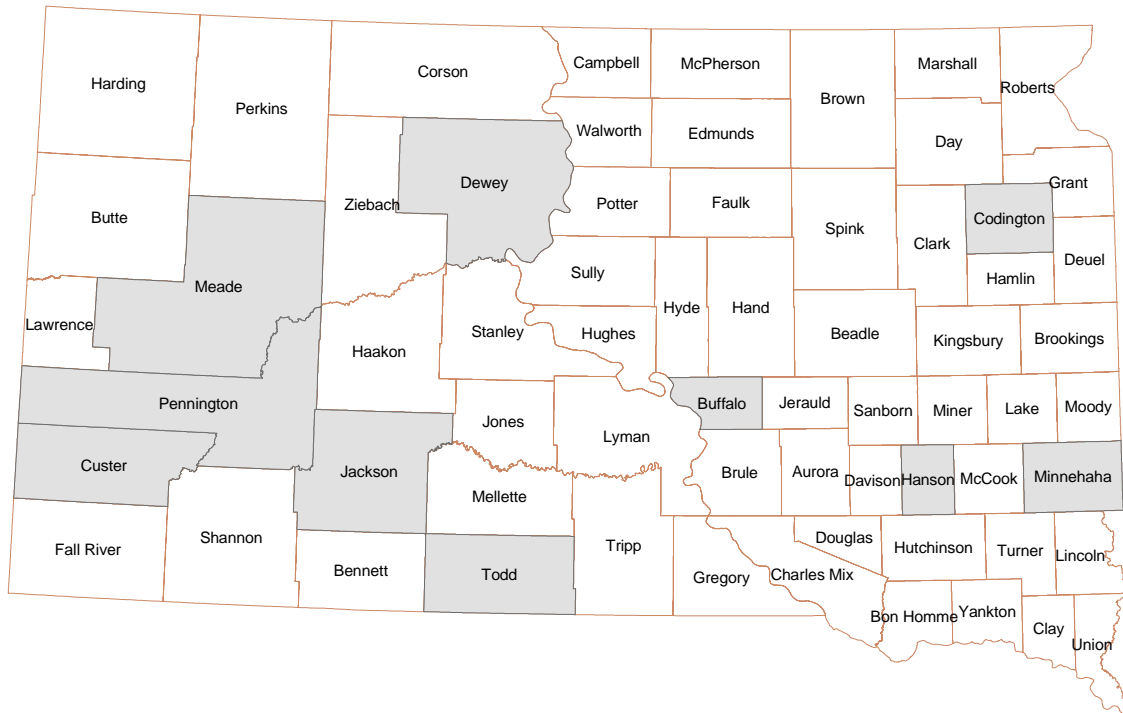 Harding
Perkins
Corson
Campbell
McPherson
Brown
Marshall
Roberts
Walworth
Edmunds
Day
Dewey
Ziebach
Butte
Potter
Faulk
Spink
Clark
Codington
Grant
Meade
Sully
Hyde
Hand
Hamlin
Deuel
Lawrence
Haakon
Stanley
Hughes
Beadle
Kingsbury
Brookings
Pennington
Buffalo
Jerauld
Sanborn
Miner
Lake
Moody
Custer
Jackson
Jones
Lyman
Brule
Aurora
Davison
Hanson
McCook
Minnehaha
Mellette
Fall River
Shannon
Bennett
Todd
Tripp
Gregory
Charles Mix
Douglas
Hutchinson
Turner
Lincoln
Bon Homme
Yankton
Clay
Union